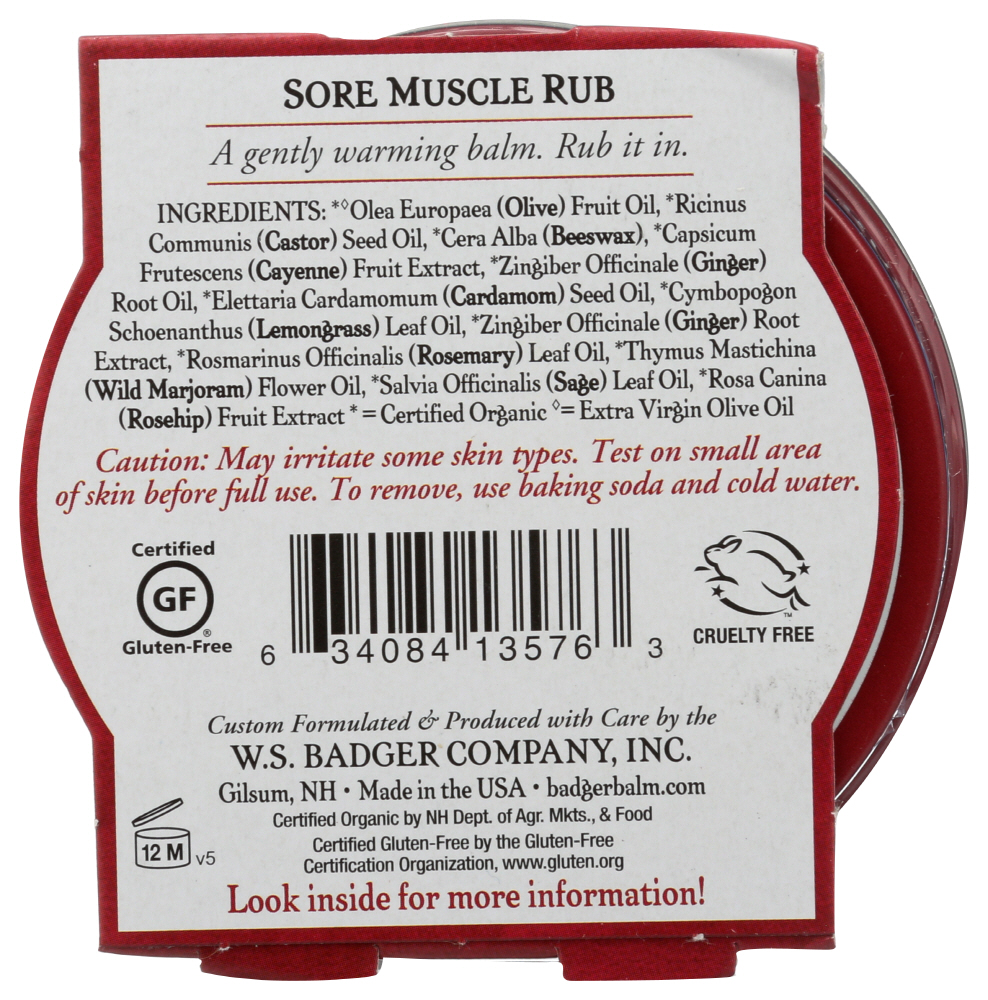 SORE MUSCLE RUB
A gently warming balm. Rub it in.
INGREDIENTS: *◊Olea Europaea (Olive) Fruit Oil, *Ricinus
Communis (Castor) Seed Oil, *Cera Alba (Beeswax), *Capsicum
Frutescens (Cayenne) Fruit Extract, *Zingiber Officinale (Ginger)
Root Oil, *Elettaria Cardamomum (Cardamom) Seed Oil, *Cymbopogon
Schoenanthus (Lemongrass) Leaf Oil, *Zingiber Officinale (Ginger) Root
Extract, *Rosmarinus Officinalis (Rosemary) Leaf Oil, *Thymus Mastichina
(Wild Marjoram) Flower Oil, *Salvia Officinalis (Sage) Leaf Oil, *Rosa Canina
(Rosehip) Fruit Extract * = Certified Organic ◊= Extra Virgin Olive Oil
Caution: May irritate some skin types. Test on small area
of skin before full use. To remove, use baking soda and cold water.
Certified
GF
®
Gluten-Free
6 34084 13576 3
TM
CRUELTY FREE
Custom Formulated & Produced with Care by the
W.S. BADGER COMPANY, INC.
Gilsum, NH • Made in the USA • badgerbalm.com
Certified Organic by NH Dept. of Agr. Mkts., & Food
Certified Gluten-Free by the Gluten-Free
Certification Organization, www.gluten.org
12 M v5
Look inside for more information!